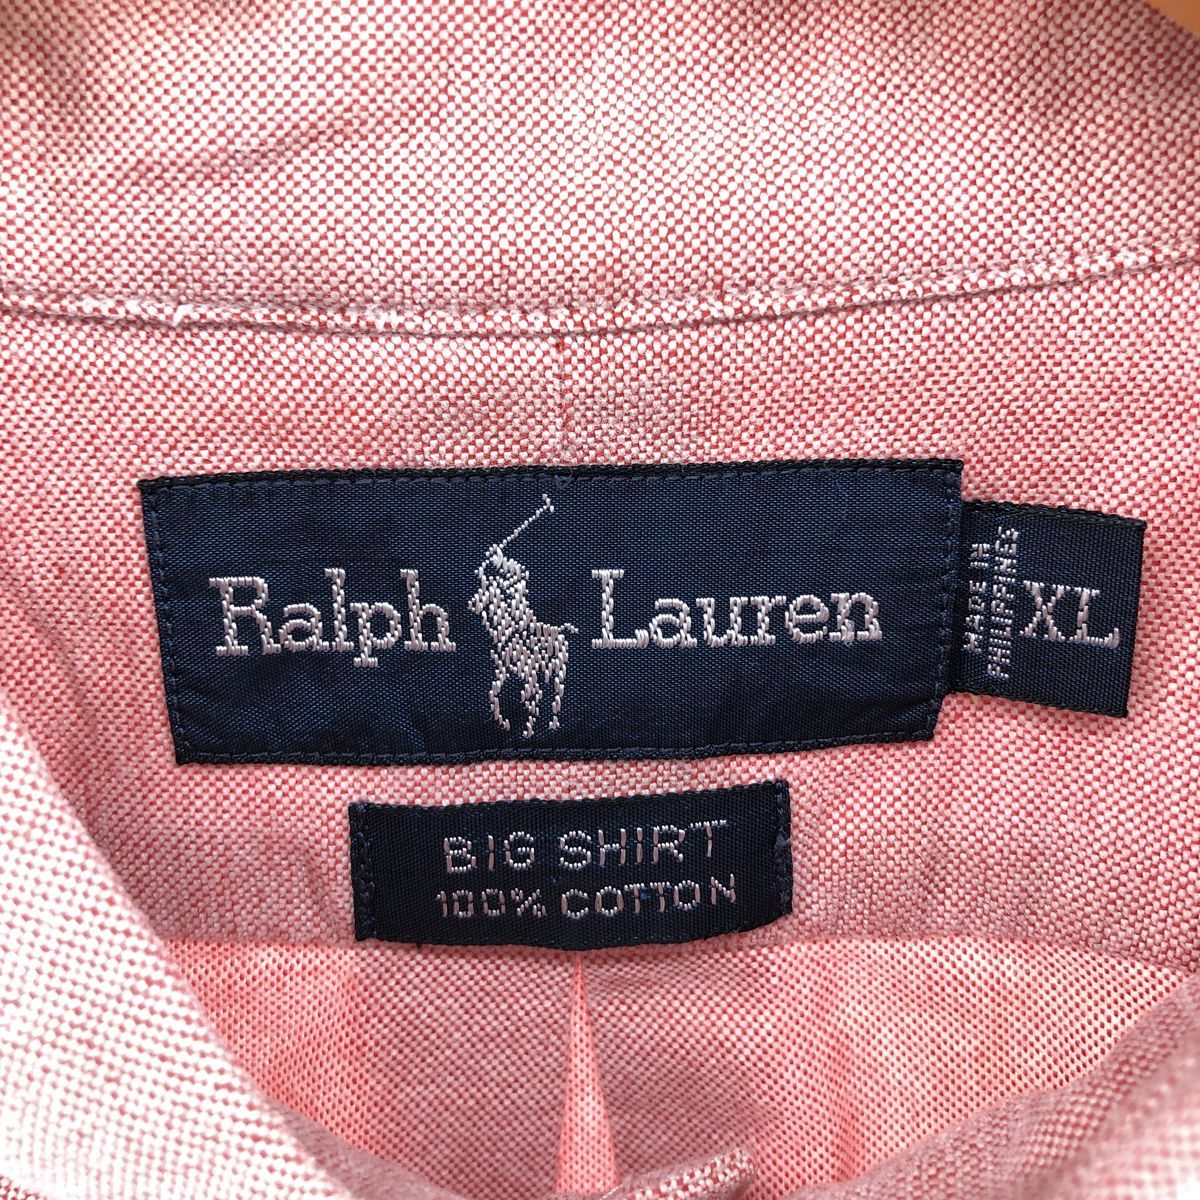 Ralph Lauren
MADE IN
PHILIPPINES
XL
BIG SHIRT
100% COTTON